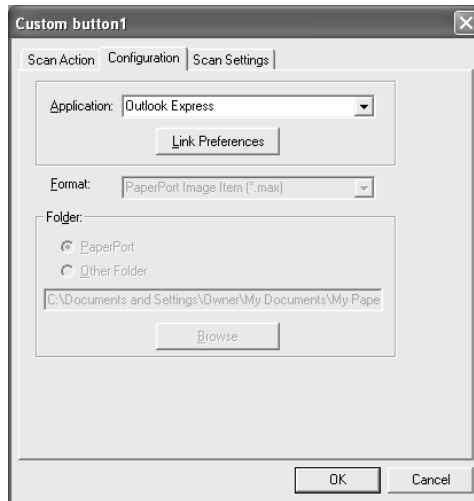 Custom button1
Scan Action Configuration Scan Settings
Application: Outlook Express
Link Preferences
Format: PaperPort Image Item (*.max)
Folder:
PaperPort
Other Folder
C:\Documents and Settings\Owner\My Documents\My Pape
Browse
OK Cancel